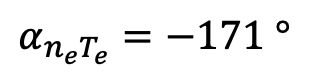 α_{n_e T_e} = −171 °